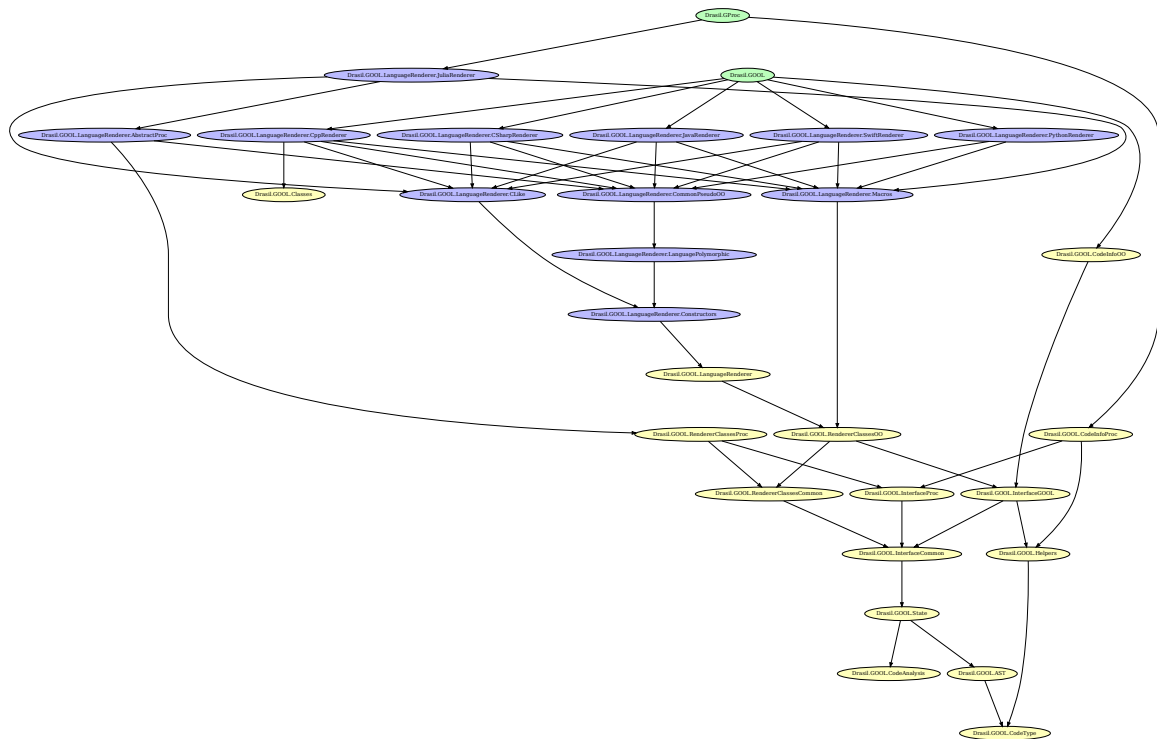 Drasil.GProc
Drasil.GOOL.LanguageRenderer.JuliaRenderer
Drasil.GOOL
Drasil.GOOL.LanguageRenderer.AbstractProc
Drasil.GOOL.LanguageRenderer.CppRenderer
Drasil.GOOL.LanguageRenderer.CSharpRenderer
Drasil.GOOL.LanguageRenderer.JavaRenderer
Drasil.GOOL.LanguageRenderer.SwiftRenderer
Drasil.GOOL.LanguageRenderer.PythonRenderer
Drasil.GOOL.Classes
Drasil.GOOL.LanguageRenderer.CLike
Drasil.GOOL.LanguageRenderer.CommonPseudoOO
Drasil.GOOL.LanguageRenderer.Macros
Drasil.GOOL.LanguageRenderer.LanguagePolymorphic
Drasil.GOOL.CodeInfoOO
Drasil.GOOL.LanguageRenderer.Constructors
Drasil.GOOL.LanguageRenderer
Drasil.GOOL.RendererClassesProc
Drasil.GOOL.RendererClassesOO
Drasil.GOOL.CodeInfoProc
Drasil.GOOL.RendererClassesCommon
Drasil.GOOL.InterfaceProc
Drasil.GOOL.InterfaceGOOL
Drasil.GOOL.InterfaceCommon
Drasil.GOOL.Helpers
Drasil.GOOL.State
Drasil.GOOL.CodeAnalysis
Drasil.GOOL.AST
Drasil.GOOL.CodeType